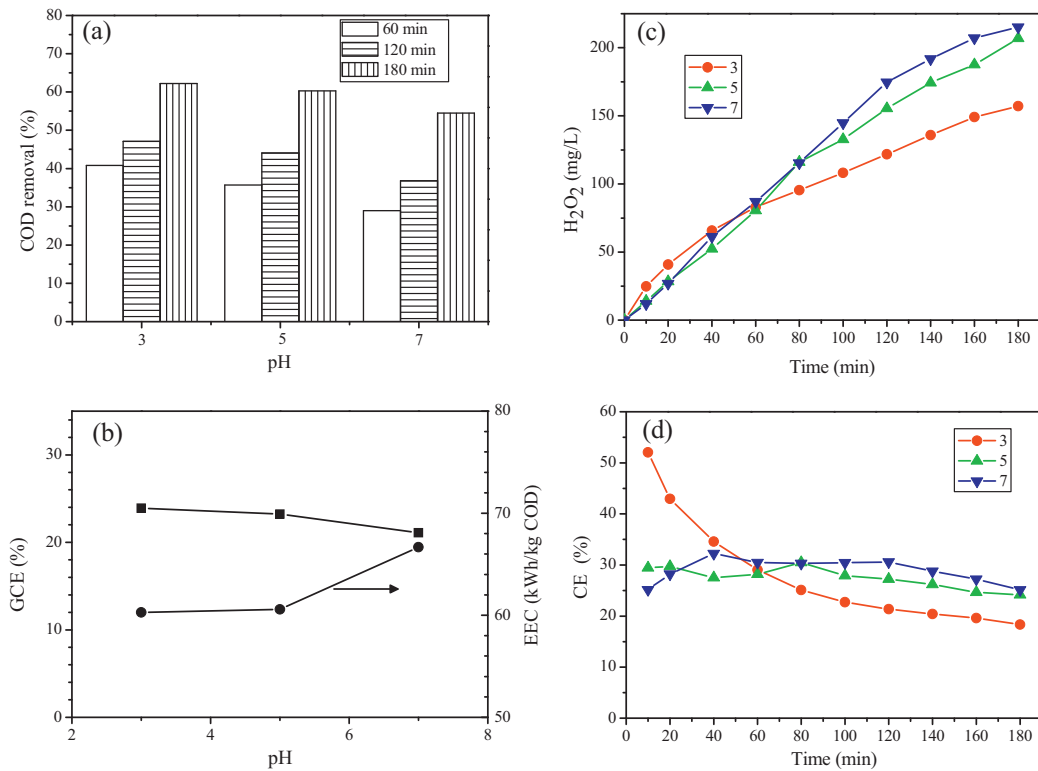 (a)
60 min
120 min
180 min
80
70
60
50
40
30
20
10
0
COD removal (%)
3
5
7
pH
(c)
3
5
7
200
150
100
50
0
H2O2 (mg/L)
0 20 40 60 80 100 120 140 160 180
Time (min)
(b)
30
20
10
0
GCE (%)
80
70
60
50
EEC (kWh/kg COD)
2 4 6 8
pH
(d)
3
5
7
60
50
40
30
20
10
0
CE (%)
0 20 40 60 80 100 120 140 160 180
Time (min)